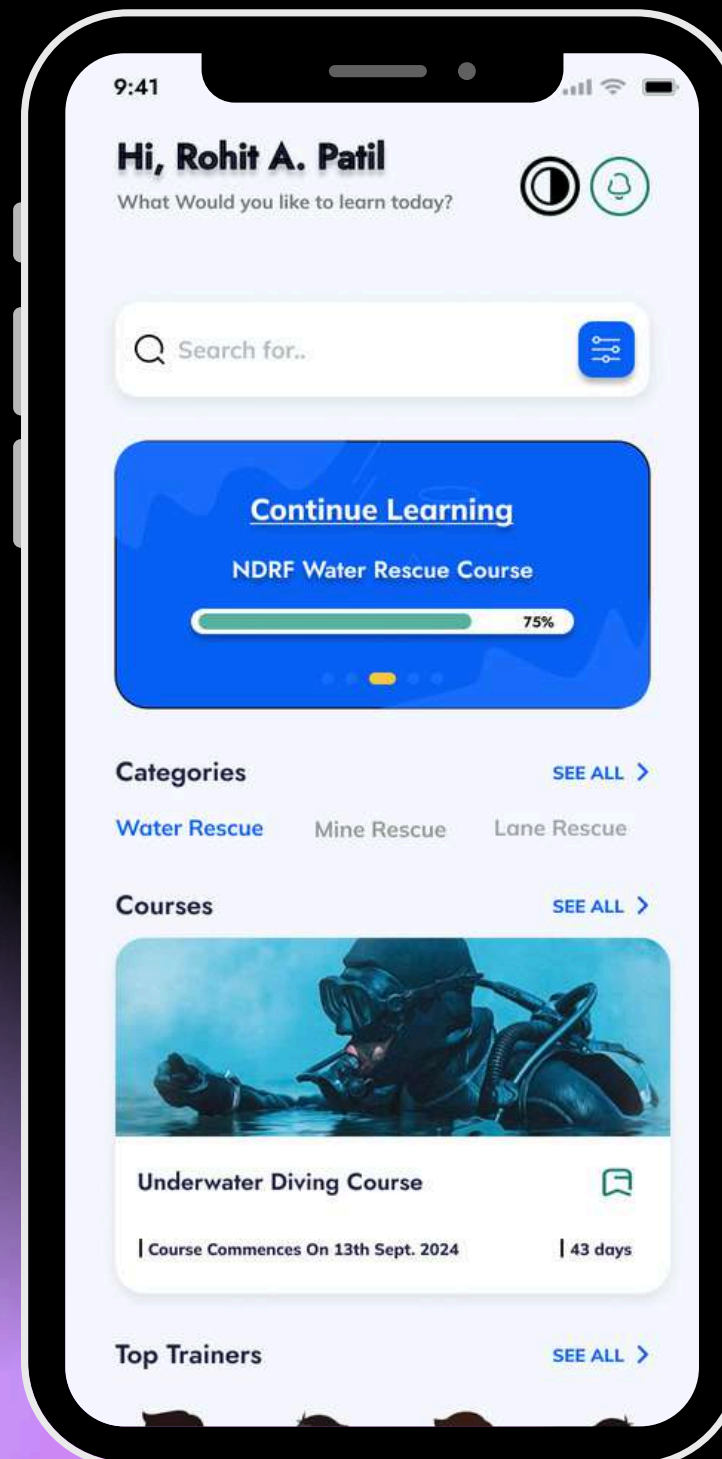 9:41
Hi, Rohit A. Patil
What Would you like to learn today?
Search for..
Continue Learning
NDRF Water Rescue Course
75%
Categories
SEE ALL
Water Rescue Mine Rescue Lane Rescue
Courses
SEE ALL
Underwater Diving Course
Course Commences On 13th Sept. 2024
43 days
Top Trainers
SEE ALL